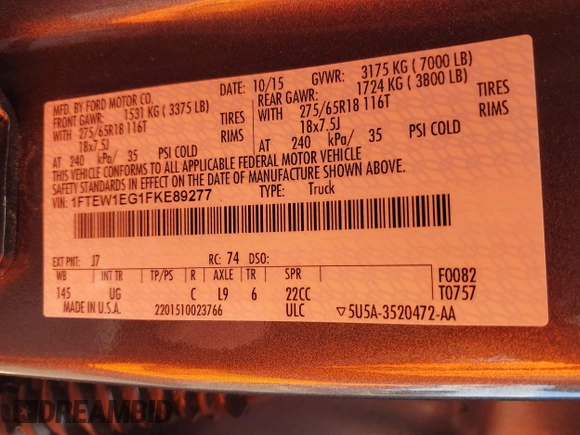 DATE: 10/15 GVWR: 3175 KG ( 7000 LB)
MFD. BY FORD MOTOR CO.
FRONT GAWR: 1531 KG ( 3375 LB) REAR GAWR: 1724 KG ( 3800 LB)
WITH 275/65R18 116T TIRES WITH 275/65R18 116T TIRES
18x7.5J RIMS 18x7.5J RIMS
AT 240 kPa/ 35 PSI COLD AT 240 kPa/ 35 PSI COLD
THIS VEHICLE CONFORMS TO ALL APPLICABLE FEDERAL MOTOR VEHICLE
SAFETY STANDARDS IN EFFECT ON THE DATE OF MANUFACTURE SHOWN ABOVE.
VIN: 1FTEW1EG1FKE89277 TYPE: Truck
EXT PNT: J7 RC: 74 DSO:
WB INT TR TP/PS R AXLE TR SPR F0082
145 UG C L9 6 22CC T0757
MADE IN U.S.A. 2201510023766 ULC ▽5U5A-3520472-AA
DREAMBID